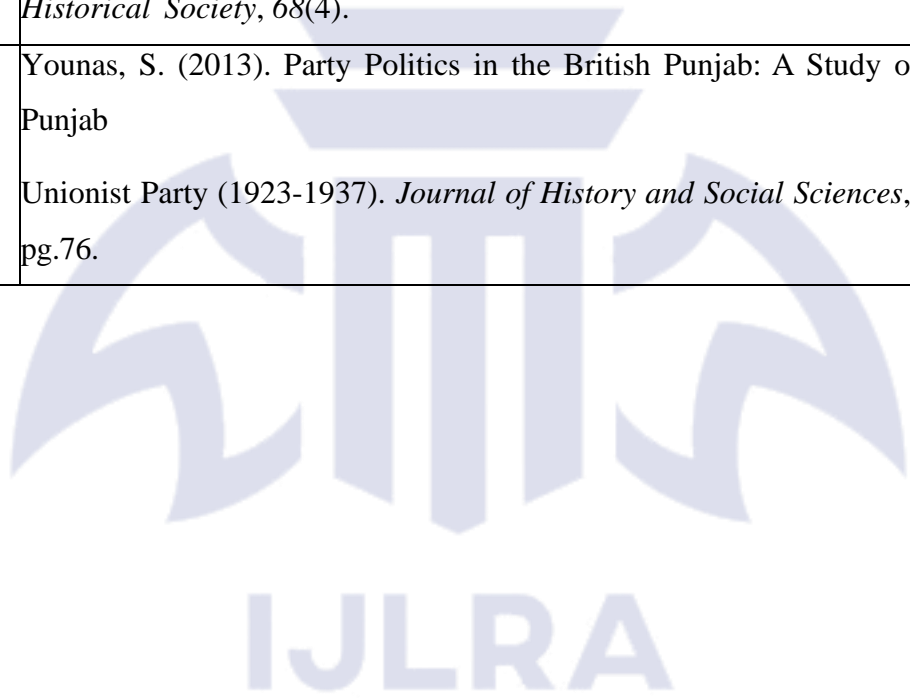 Historical Society, 68(4).
Younas, S. (2013). Party Politics in the British Punjab: A Study o
Punjab
Unionist Party (1923-1937). Journal of History and Social Sciences,
pg.76.
IJLRA